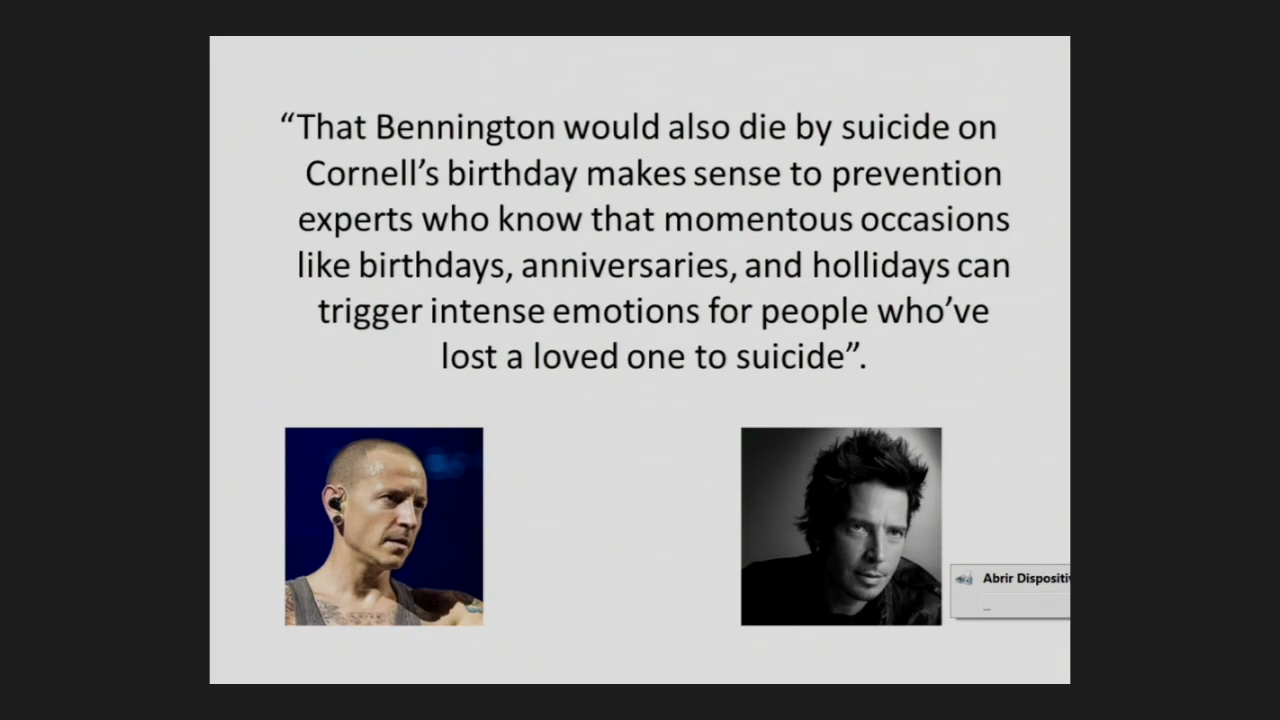 “That Bennington would also die by suicide on
Cornell’s birthday makes sense to prevention
experts who know that momentous occasions
like birthdays, anniversaries, and hollidays can
trigger intense emotions for people who’ve
lost a loved one to suicide”.
Abrir Dispositiv
...